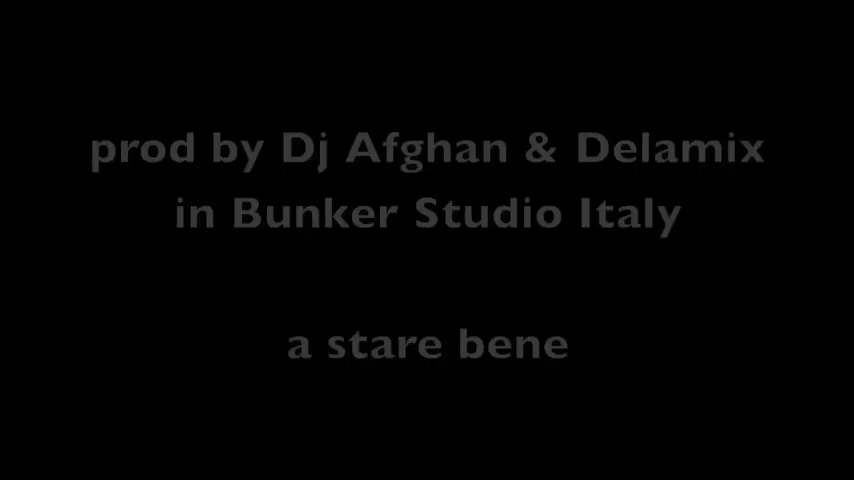 prod by Dj Afghan & Delamix
in Bunker Studio Italy
a stare bene